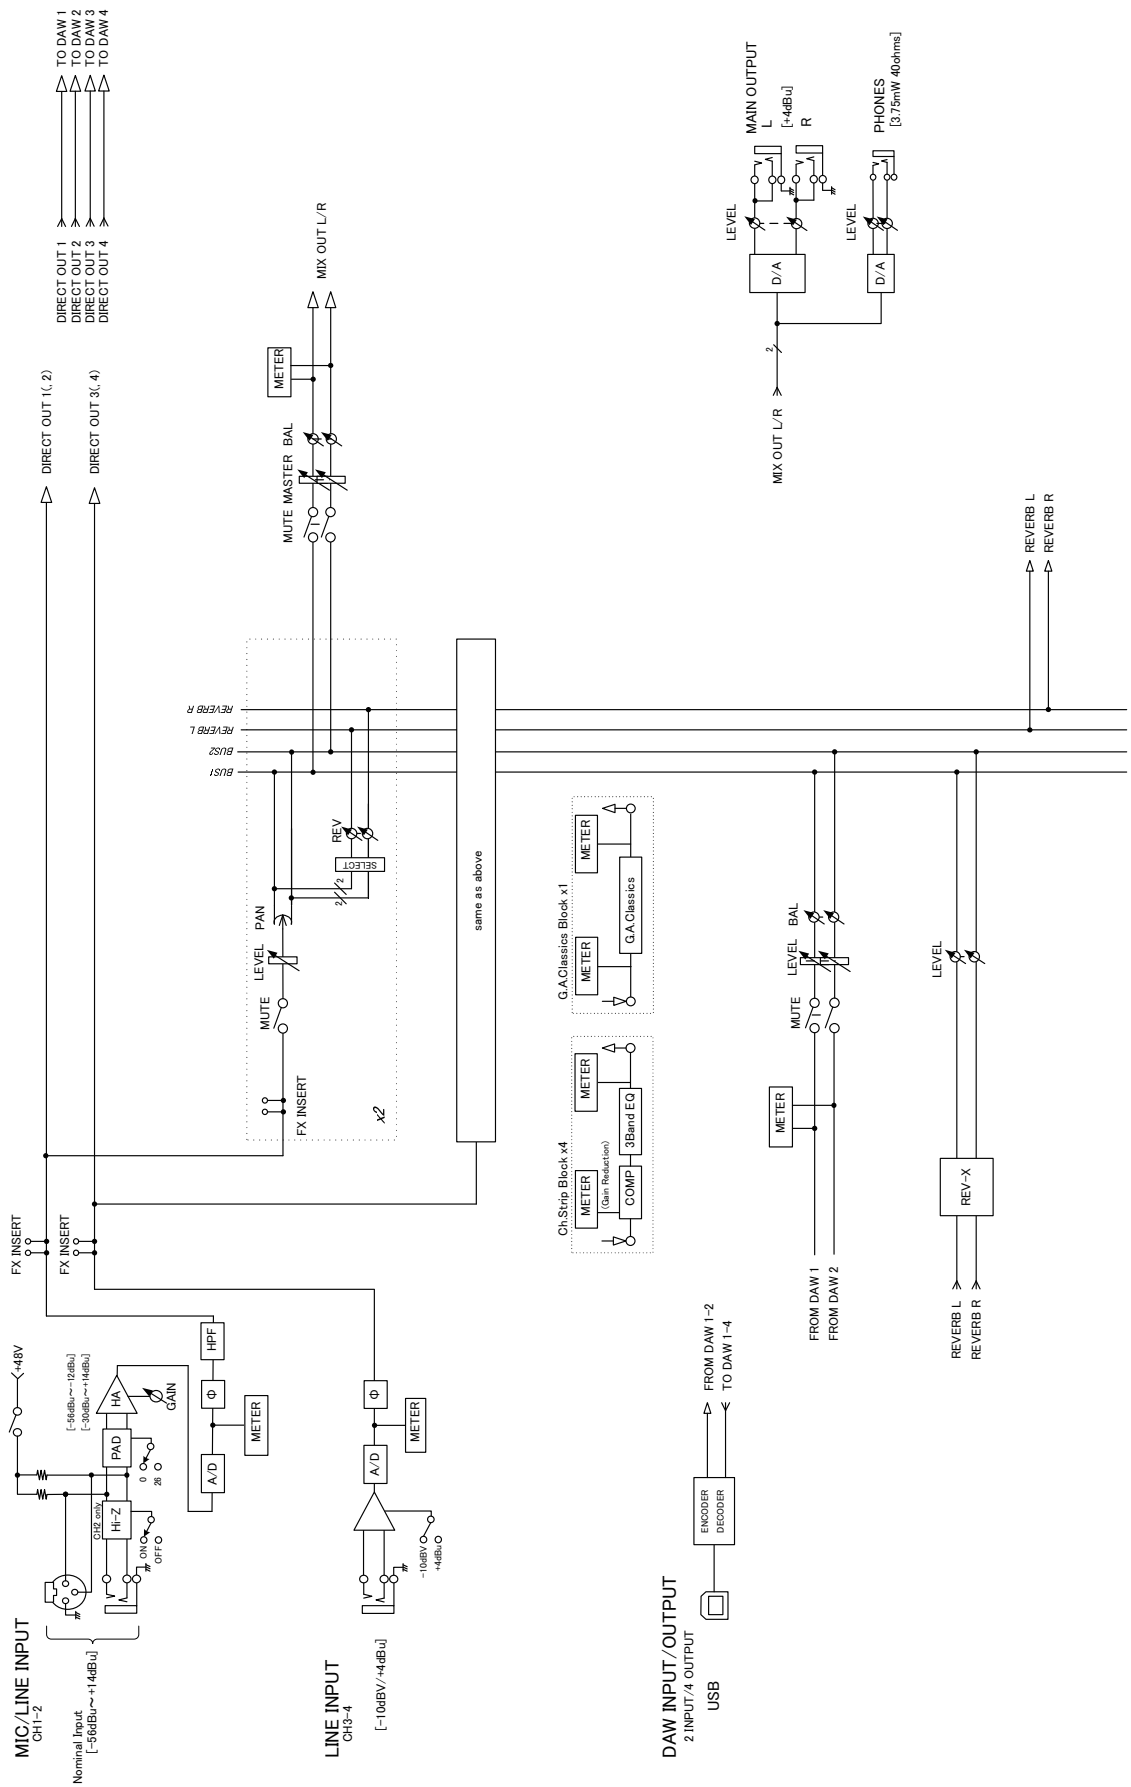 MIC/LINE INPUT
CH1-2
Nominal Input
[-56dBu～+14dBu]
+48V
CH2 only
Hi-Z
ON
OFF
PAD
0
26
[-56dBu～-12dBu]
[-30dBu～+14dBu]
HA
GAIN
A/D
METER
Φ
HPF
FX INSERT
FX INSERT
DIRECT OUT 1(, 2)
DIRECT OUT 3(, 4)
DIRECT OUT 1
TO DAW 1
DIRECT OUT 2
TO DAW 2
DIRECT OUT 3
TO DAW 3
DIRECT OUT 4
TO DAW 4
LINE INPUT
CH3-4
[-10dBV/+4dBu]
-10dBV
+4dBu
A/D
METER
Φ
FX INSERT
MUTE
LEVEL
PAN
x2
2
2
SELECT
REV
REVERB R
REVERB L
BUS2
BUS1
MUTE
MASTER
BAL
METER
MIX OUT L/R
same as above
Ch.Strip Block x4
METER
(Gain Reduction)
COMP
3Band EQ
METER
G.A.Classics Block x1
METER
G.A.Classics
METER
DAW INPUT/OUTPUT
2 INPUT/4 OUTPUT
USB
ENCODER
DECODER
FROM DAW 1-2
TO DAW 1-4
FROM DAW 1
FROM DAW 2
METER
MUTE
LEVEL
BAL
REVERB L
REVERB R
REV-X
LEVEL
REVERB L
REVERB R
MIX OUT L/R
2
D/A
LEVEL
MAIN OUTPUT
L
[+4dBu]
R
D/A
LEVEL
PHONES
[3.75mW 40ohms]